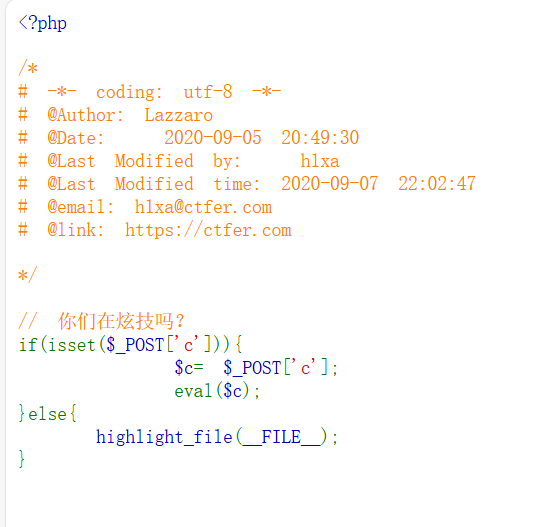 <?php
/*
# -*- coding: utf-8 -*-
# @Author: Lazzaro
# @Date: 2020-09-05 20:49:30
# @Last Modified by: hlxa
# @Last Modified time: 2020-09-07 22:02:47
# @email: hlxa@ctfer.com
# @link: https://ctfer.com
*/
// 你们在炫技吗?
if(isset($_POST['c'])){
$c= $_POST['c'];
eval($c);
}else{
highlight_file(__FILE__);
}